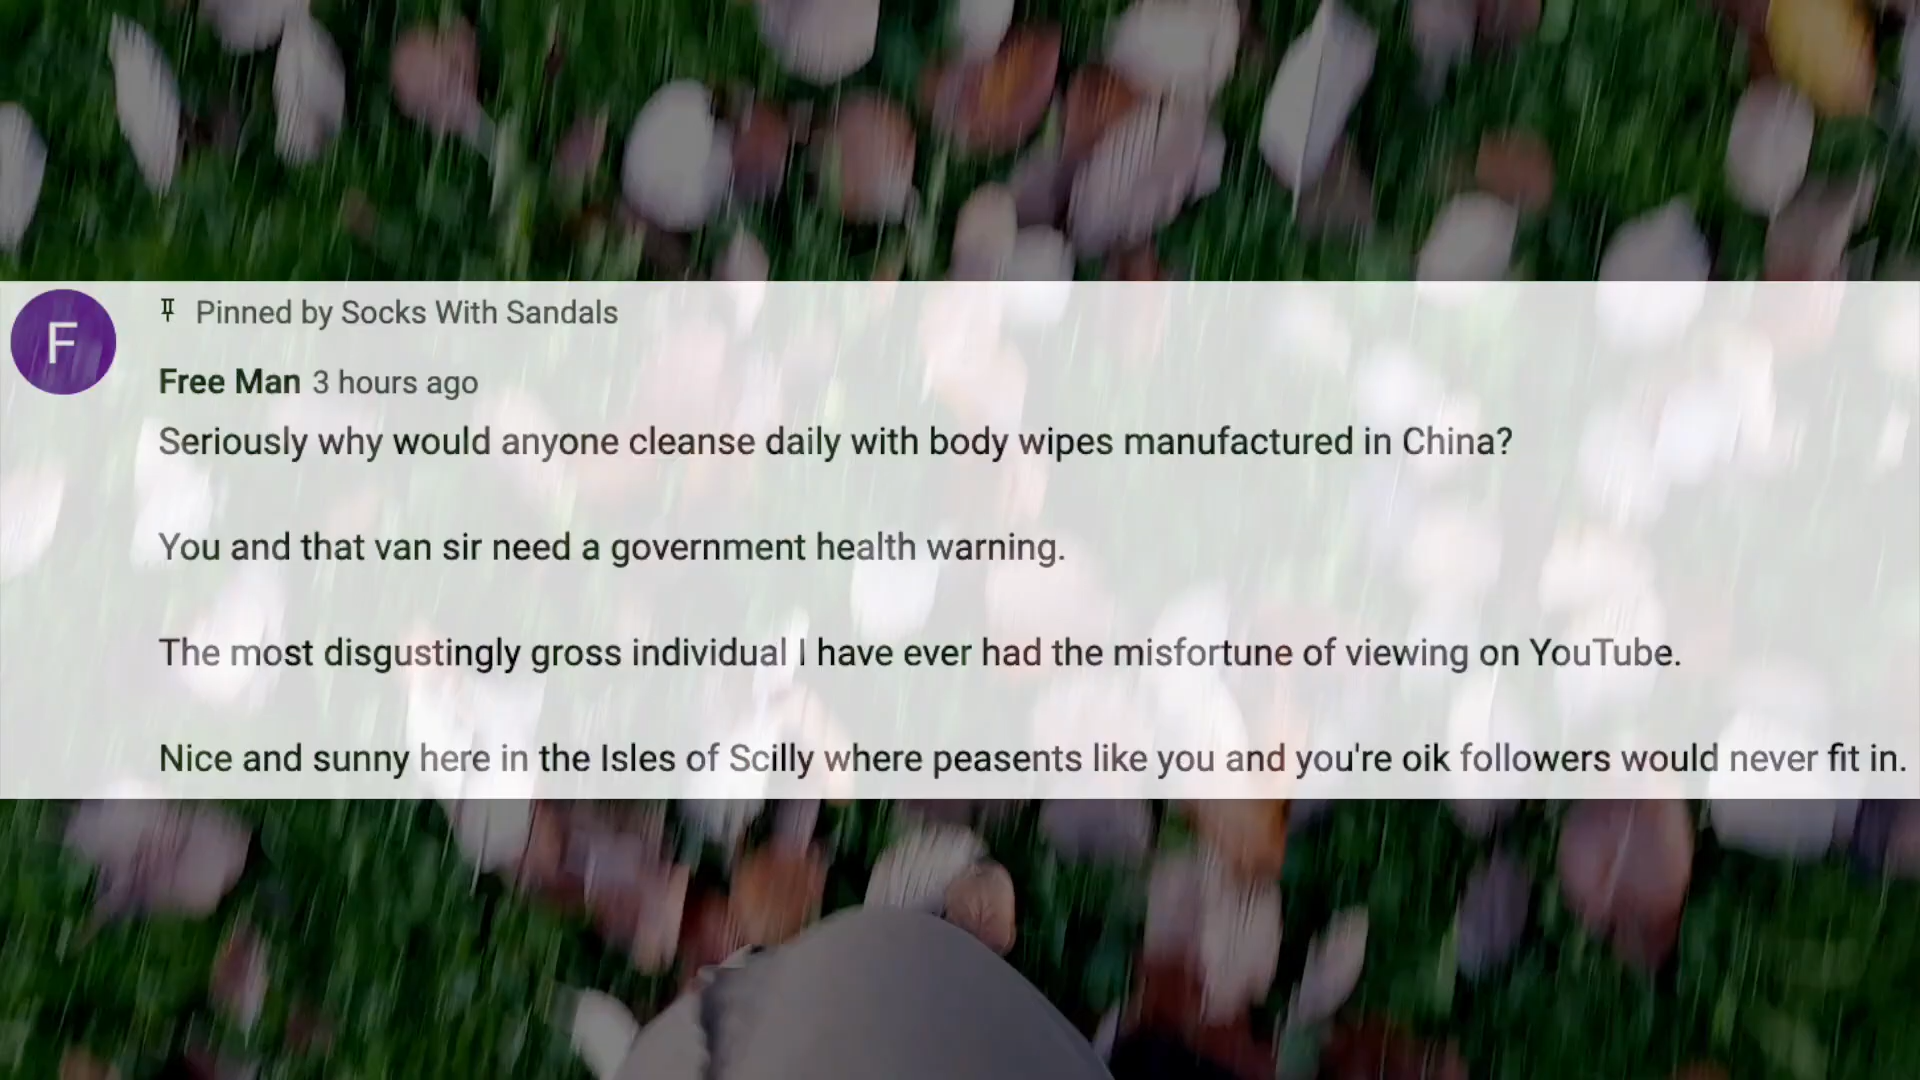 F
Pinned by Socks With Sandals
Free Man 3 hours ago
Seriously why would anyone cleanse daily with body wipes manufactured in China?
You and that van sir need a government health warning.
The most disgustingly gross individual I have ever had the misfortune of viewing on YouTube.
Nice and sunny here in the Isles of Scilly where peasents like you and you're oik followers would never fit in.